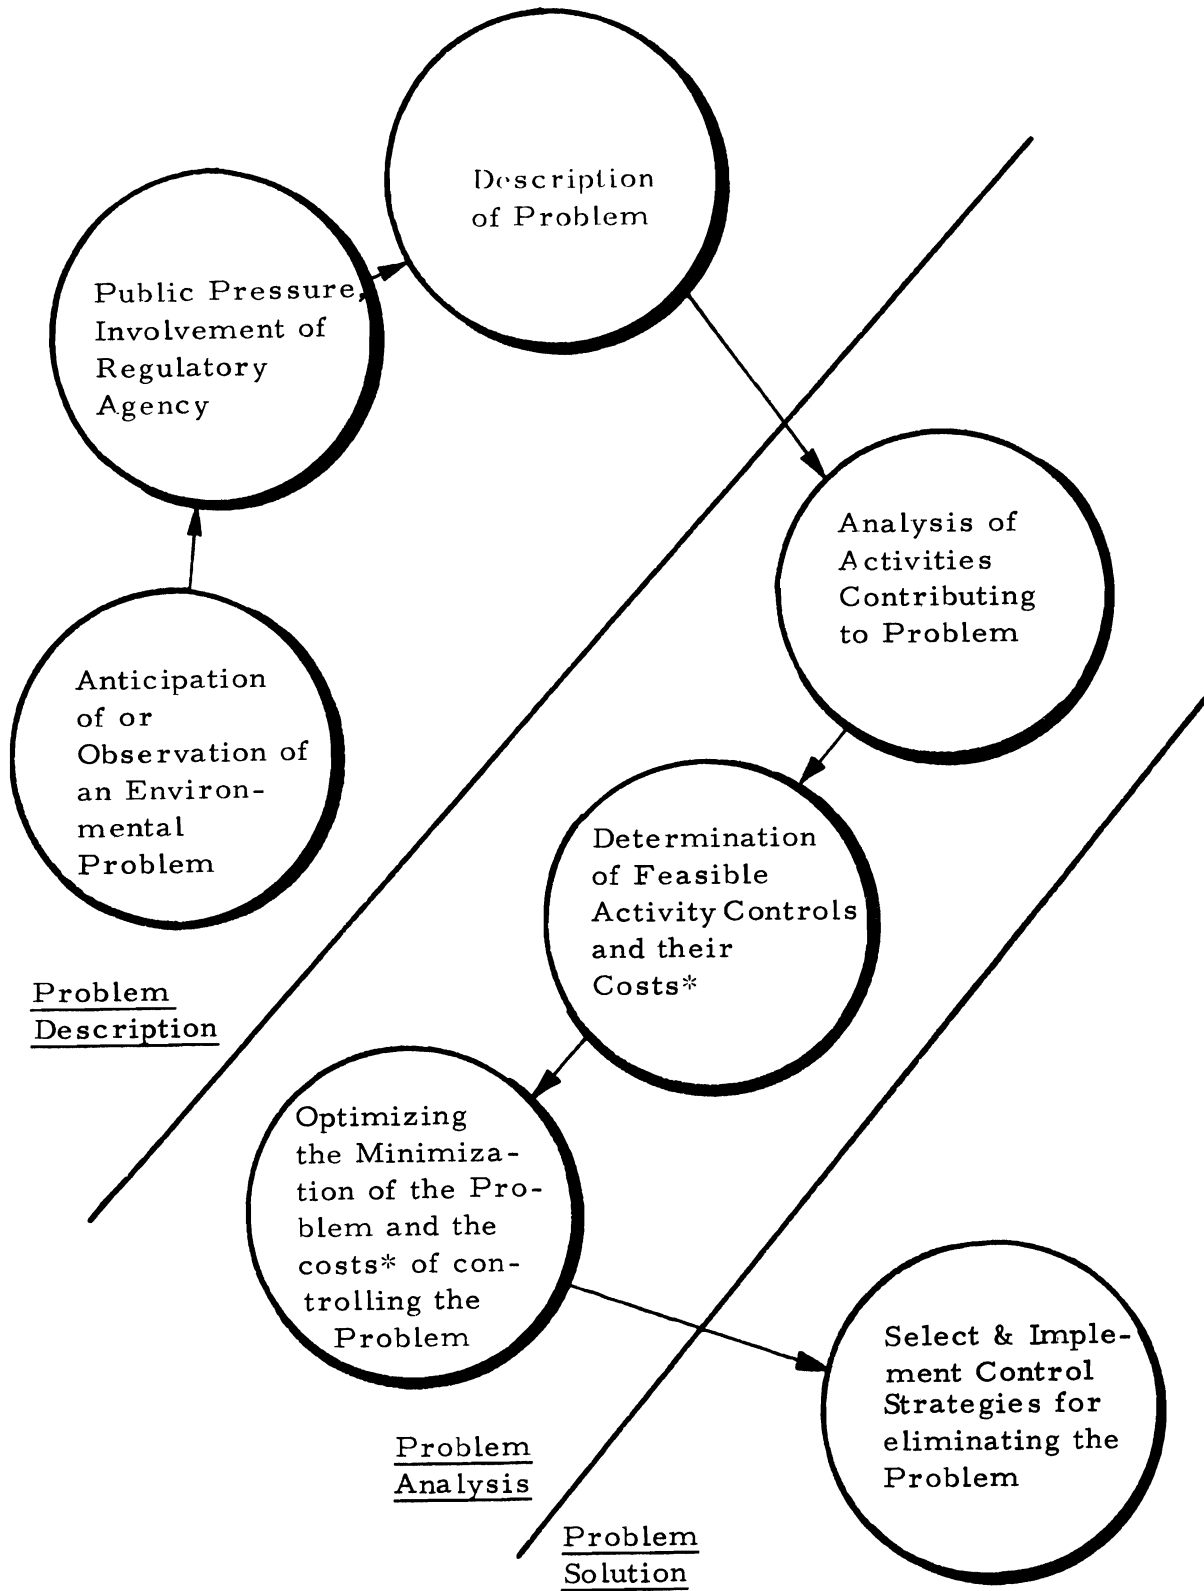 Description
of Problem
Public Pressure,
Involvement of
Regulatory
Agency
Analysis of
Activities
Contributing
to Problem
Anticipation
of or
Observation of
an Environ-
mental
Problem
Determination
of Feasible
Activity Controls
and their
Costs*
Problem
Description
Optimizing
the Minimiza-
tion of the Pro-
blem and the
costs* of con-
trolling the
Problem
Select & Imple-
ment Control
Strategies for
eliminating the
Problem
Problem
Analysis
Problem
Solution